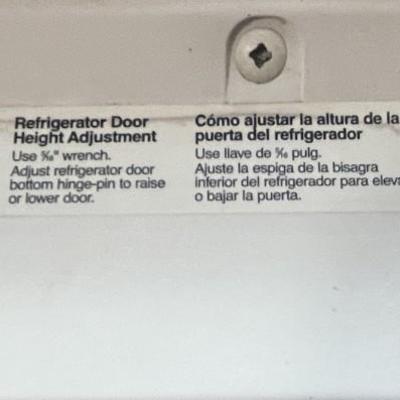 Refrigerator Door
Height Adjustment
Use 5/16" wrench.
Adjust refrigerator door
bottom hinge-pin to raise
or lower door.
Cómo ajustar la altura de la
puerta del refrigerador
Use llave de 5/16 pulg.
Ajuste la espiga de la bisagra
inferior del refrigerador para eleva
o bajar la puerta.